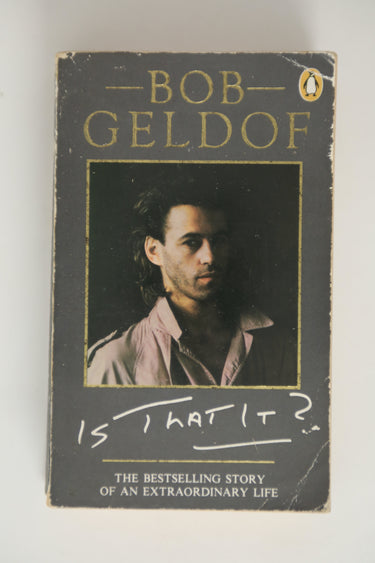 BOB
GELDOF
IS THAT IT?
THE BESTSELLING STORY
OF AN EXTRAORDINARY LIFE